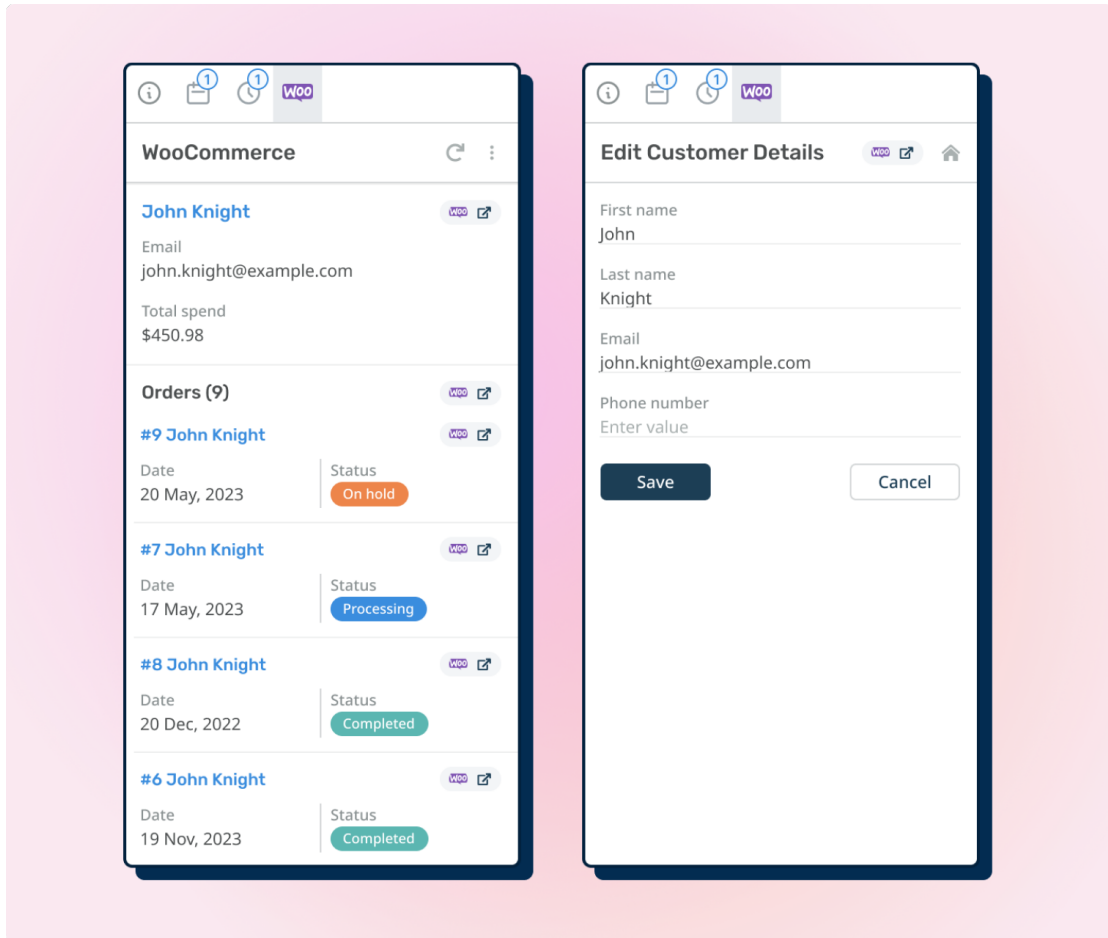 1 1 Woo
WooCommerce
John Knight Woo
Email
john.knight@example.com
Total spend
$450.98
Orders (9) Woo
#9 John Knight Woo
Date Status
20 May, 2023 On hold
#7 John Knight Woo
Date Status
17 May, 2023 Processing
#8 John Knight Woo
Date Status
20 Dec, 2022 Completed
#6 John Knight Woo
Date Status
19 Nov, 2023 Completed
1 1 Woo
Edit Customer Details Woo
First name
John
Last name
Knight
Email
john.knight@example.com
Phone number
Enter value
Save Cancel